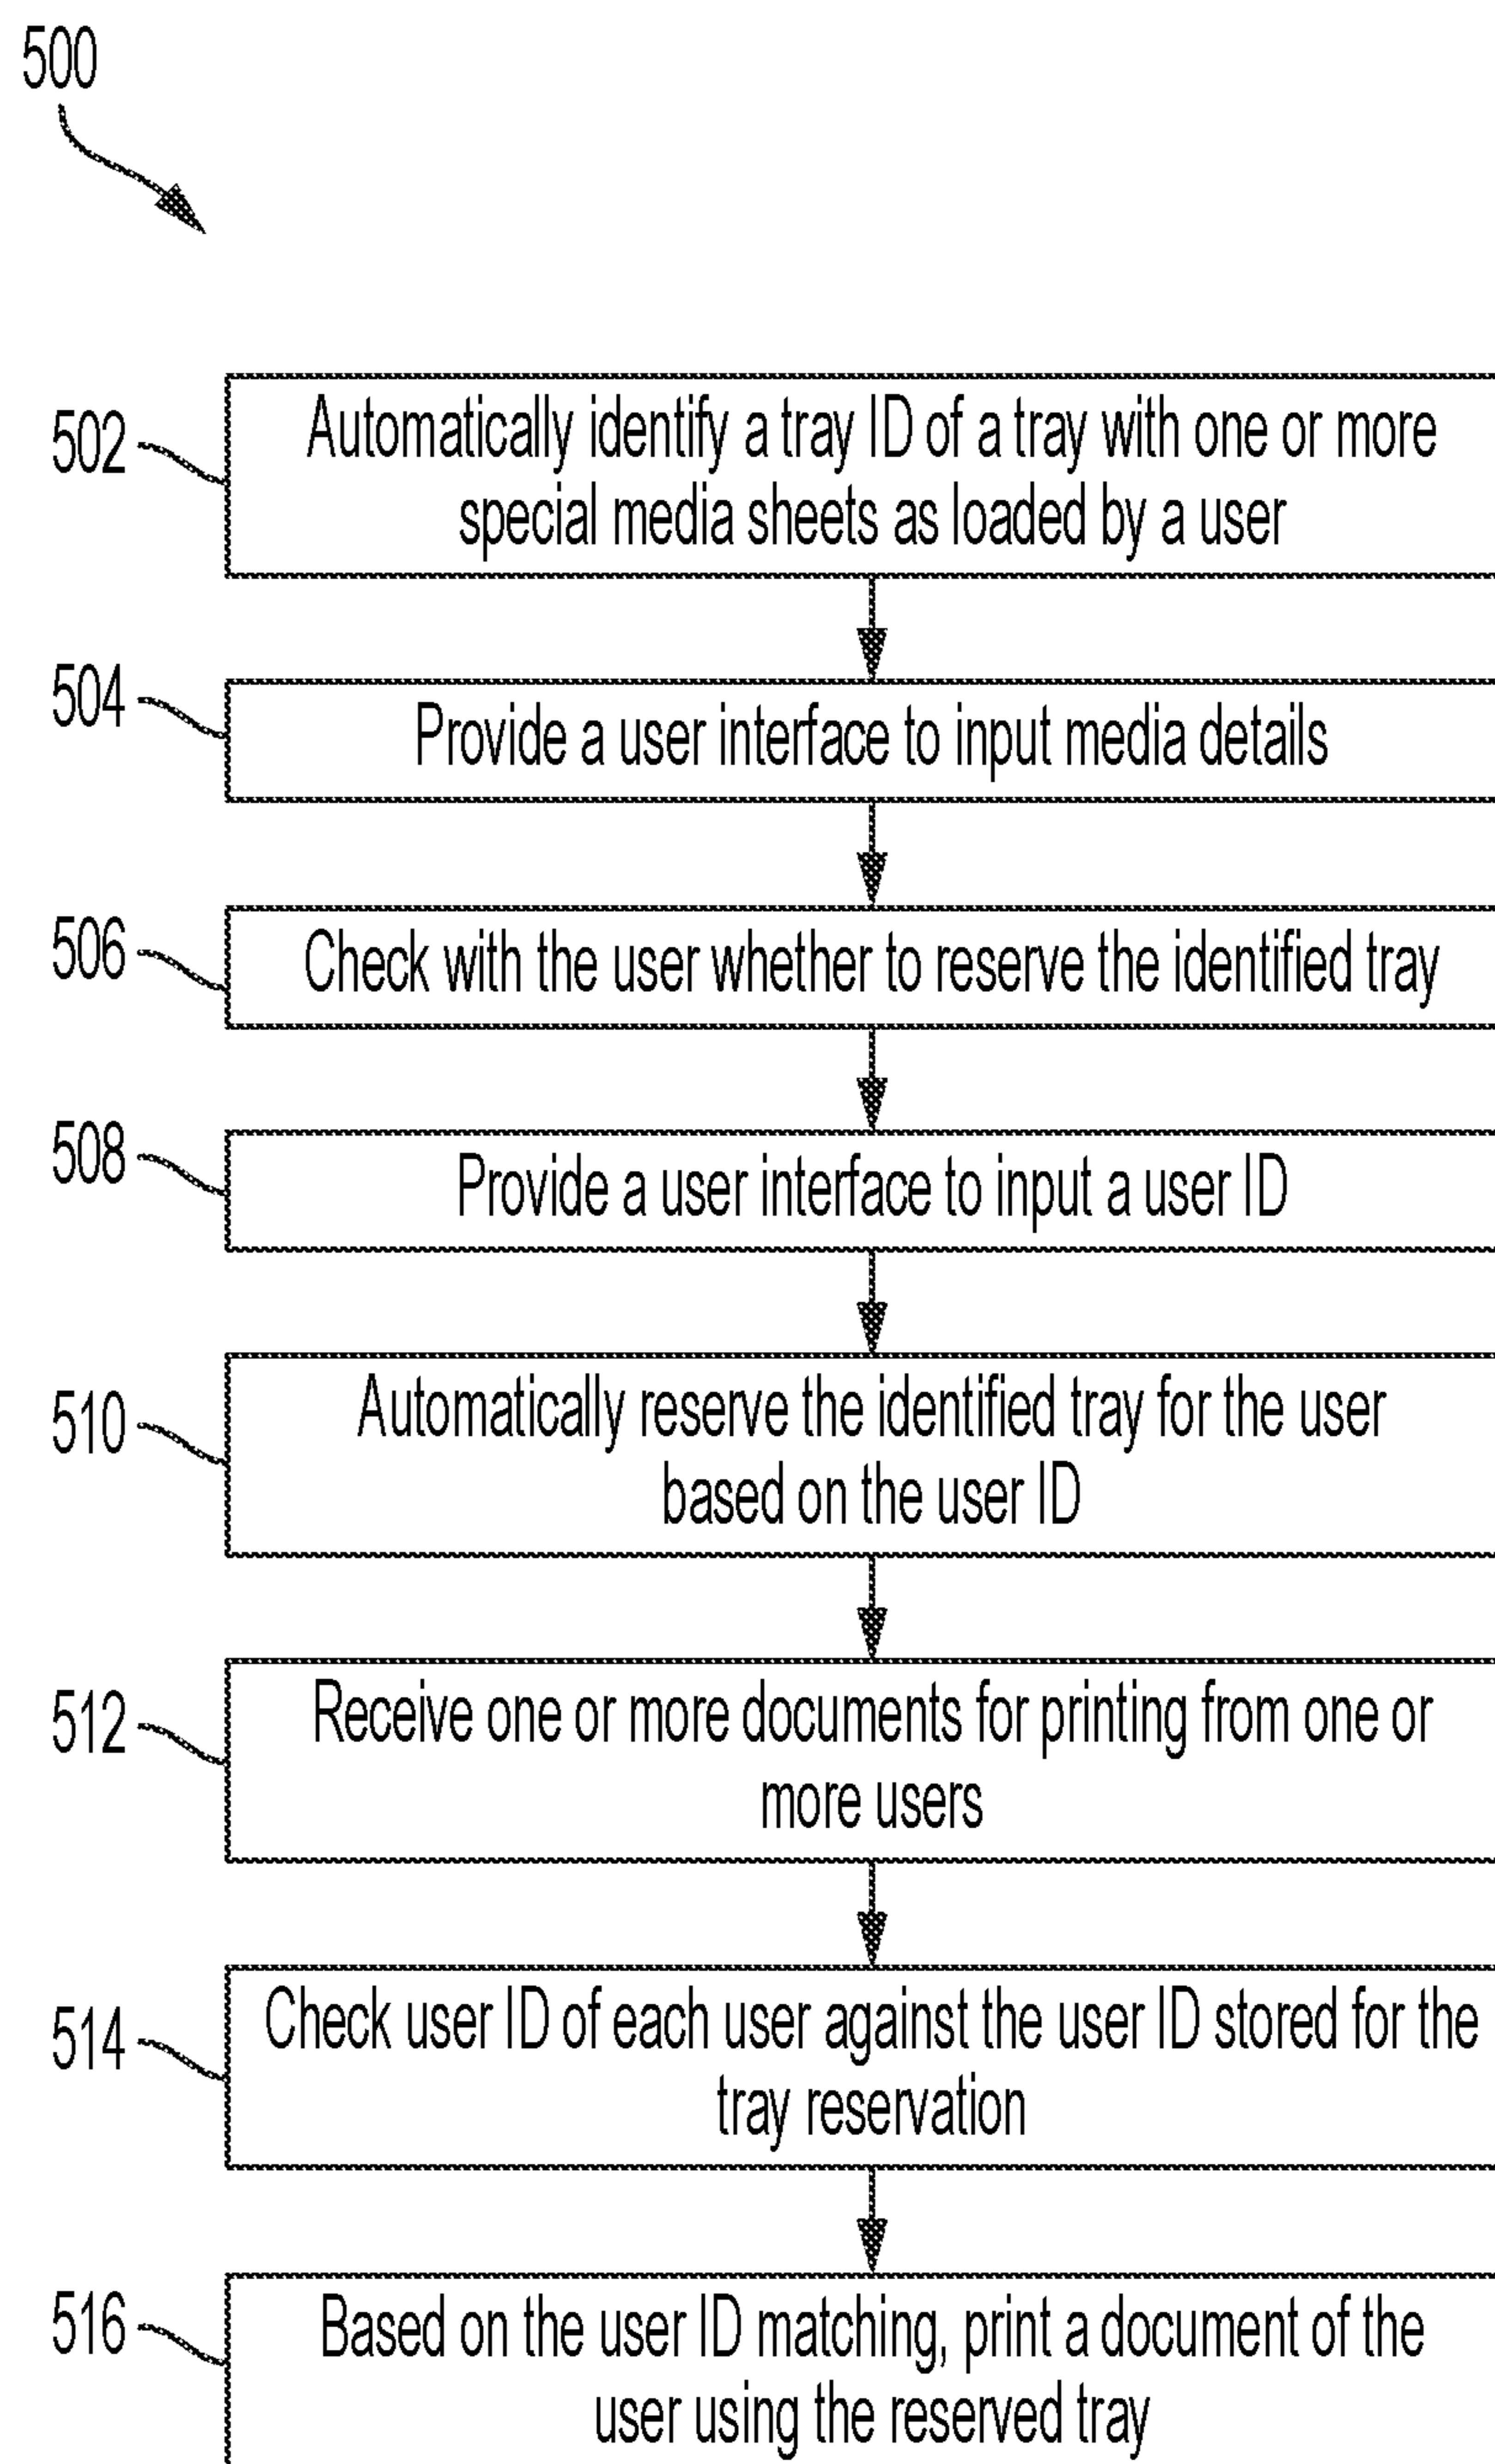 500
502
Automatically identify a tray ID of a tray with one or more
special media sheets as loaded by a user
504
Provide a user interface to input media details
506
Check with the user whether to reserve the identified tray
508
Provide a user interface to input a user ID
510
Automatically reserve the identified tray for the user
based on the user ID
512
Receive one or more documents for printing from one or
more users
514
Check user ID of each user against the user ID stored for the
tray reservation
516
Based on the user ID matching, print a document of the
user using the reserved tray